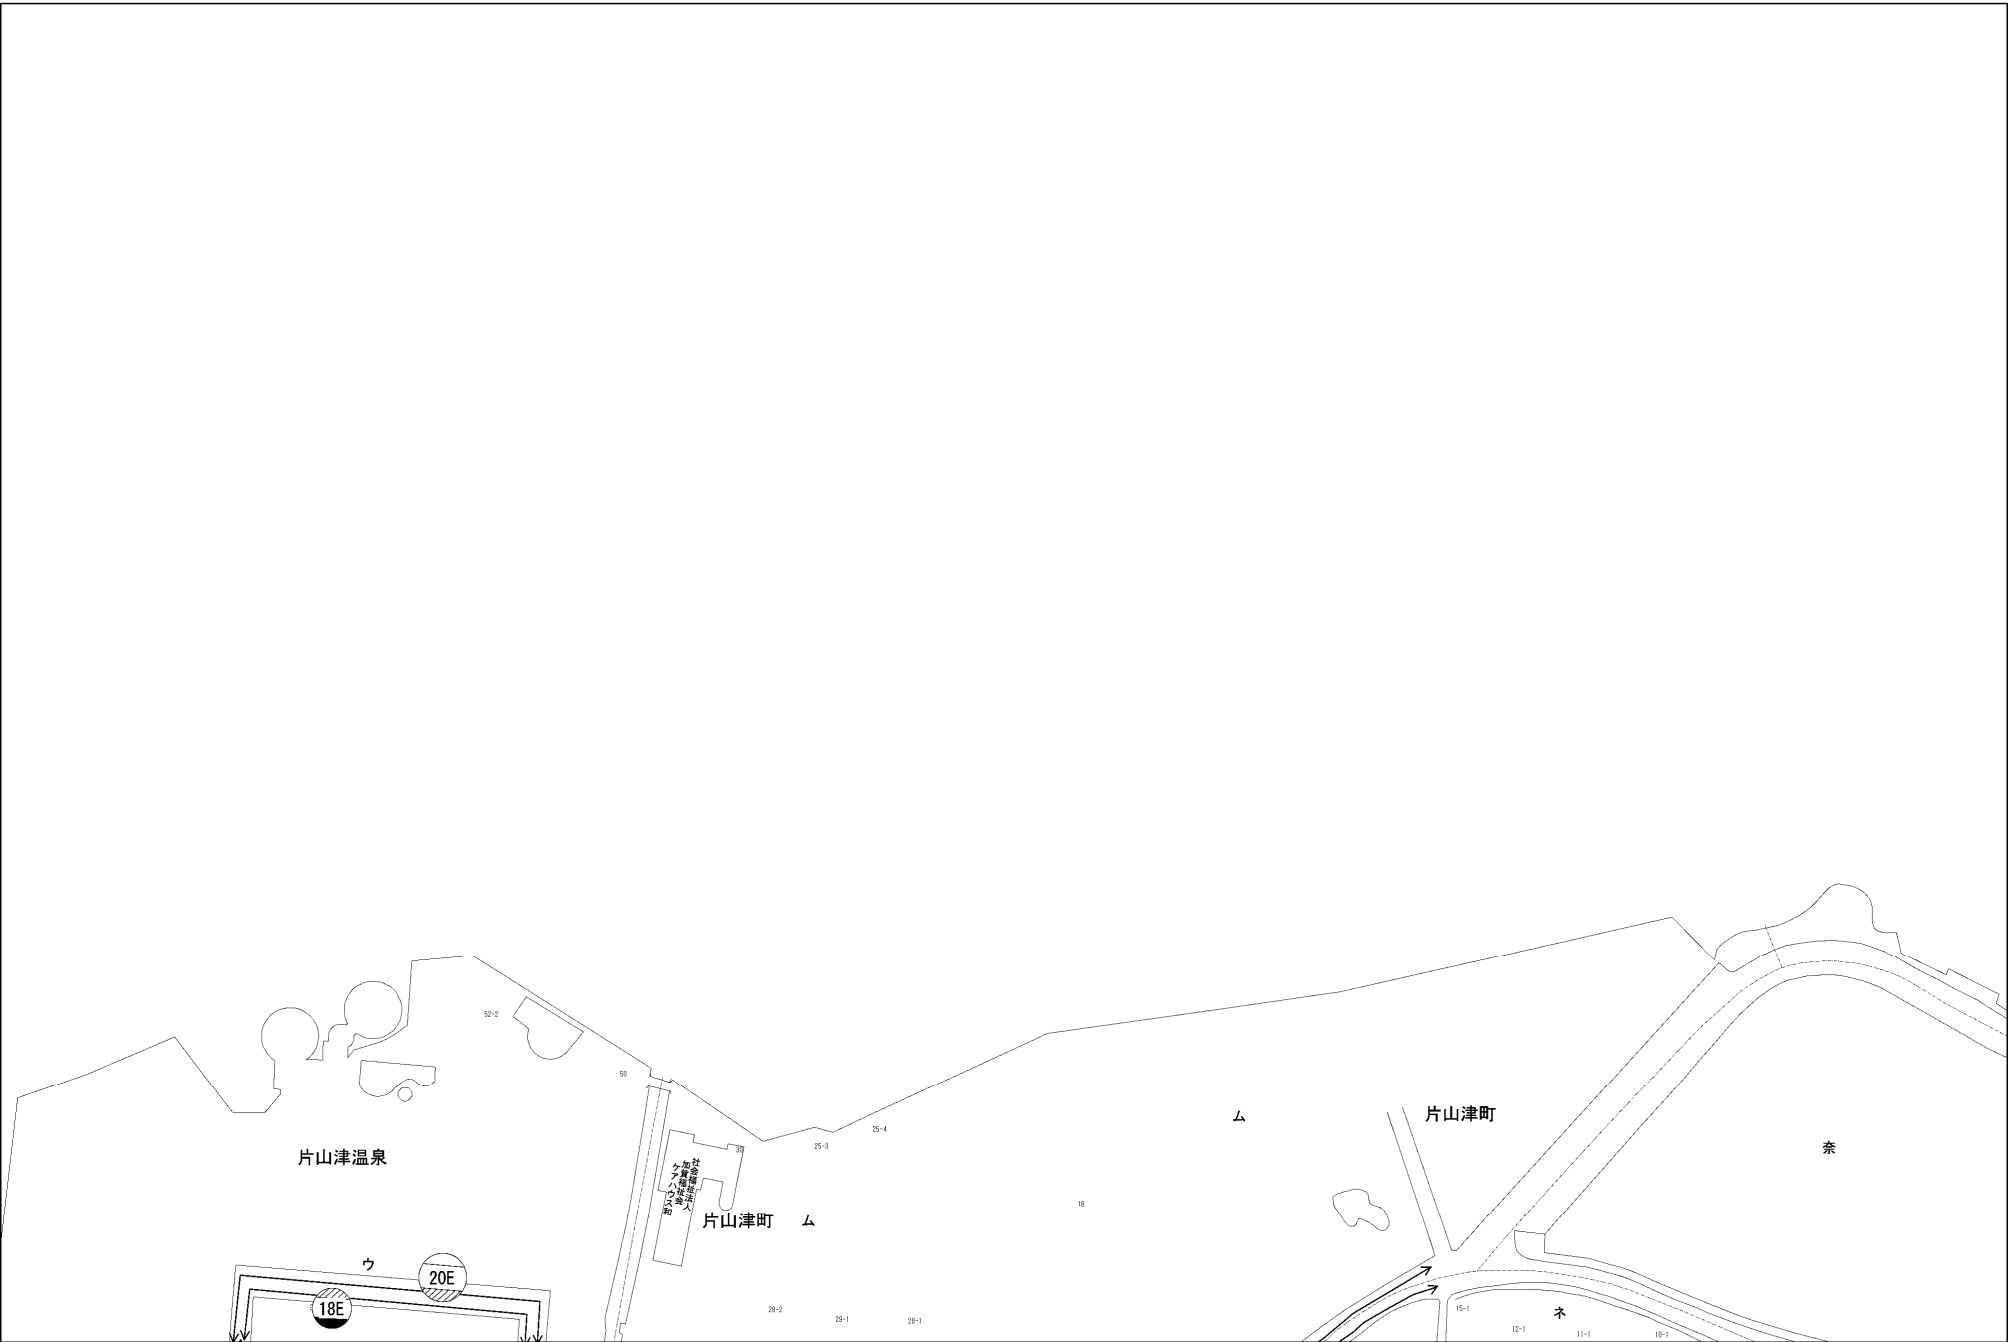 52-2
50
片山津町
ム
25-4
30
25-3
片山津温泉
奈
社会福祉法人
加賀福祉会
ケアハウス和
16
片山津町 ム
ウ
20E
18E
29-2
29-1
28-1
15-1
ネ
12-1
11-1
10-1